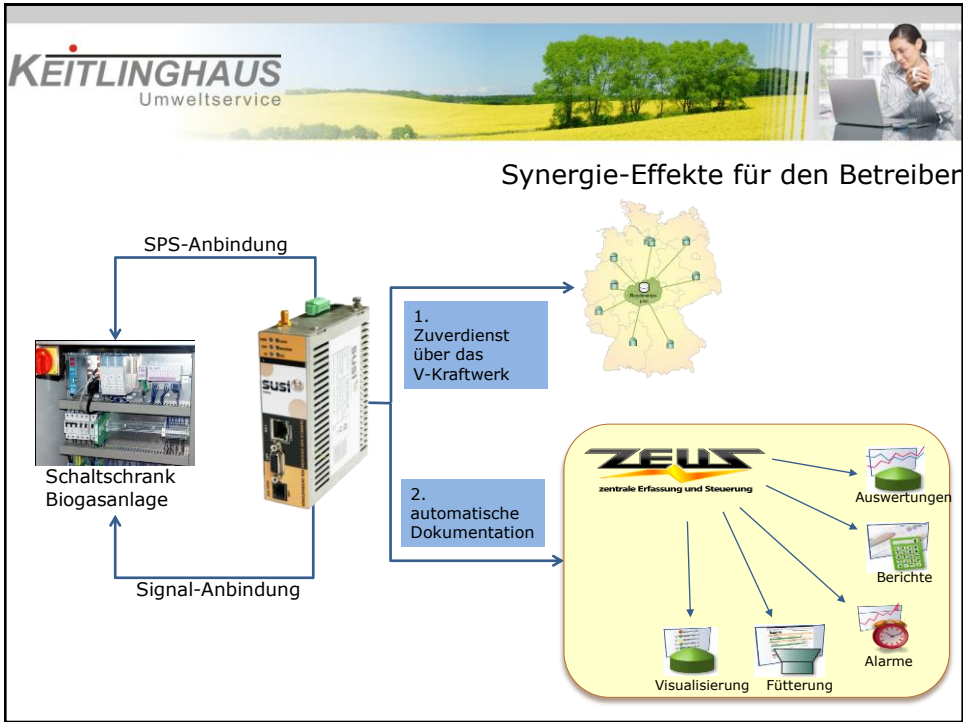 KEITLINGHAUS
Umweltservice
Synergie-Effekte für den Betreiber
SPS-Anbindung
1.
Zuverdienst
über das
V-Kraftwerk
susi
Schaltschrank
Biogasanlage
2.
automatische
Dokumentation
Signal-Anbindung
ZEUS
zentrale Erfassung und Steuerung
Auswertungen
Berichte
Alarme
Visualisierung
Fütterung